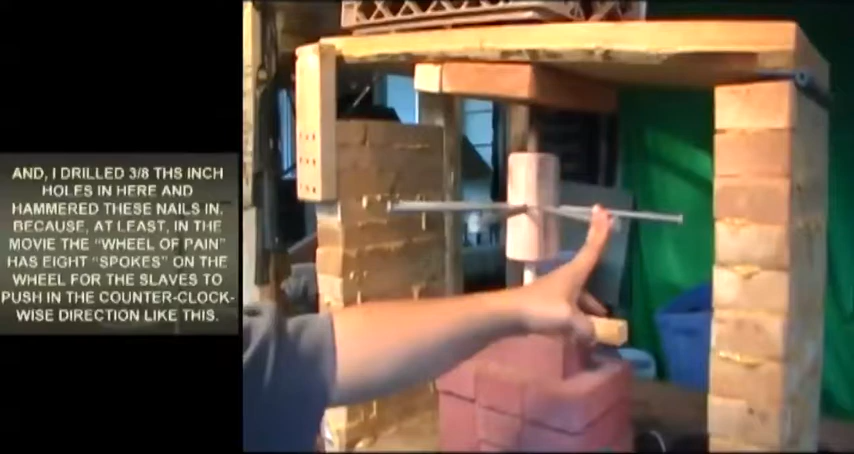 AND, I DRILLED 3/8 THS INCH
HOLES IN HERE AND
HAMMERED THESE NAILS IN.
BECAUSE, AT LEAST, IN THE
MOVIE THE "WHEEL OF PAIN"
HAS EIGHT "SPOKES" ON THE
WHEEL FOR THE SLAVES TO
PUSH IN THE COUNTER-CLOCK-
WISE DIRECTION LIKE THIS.